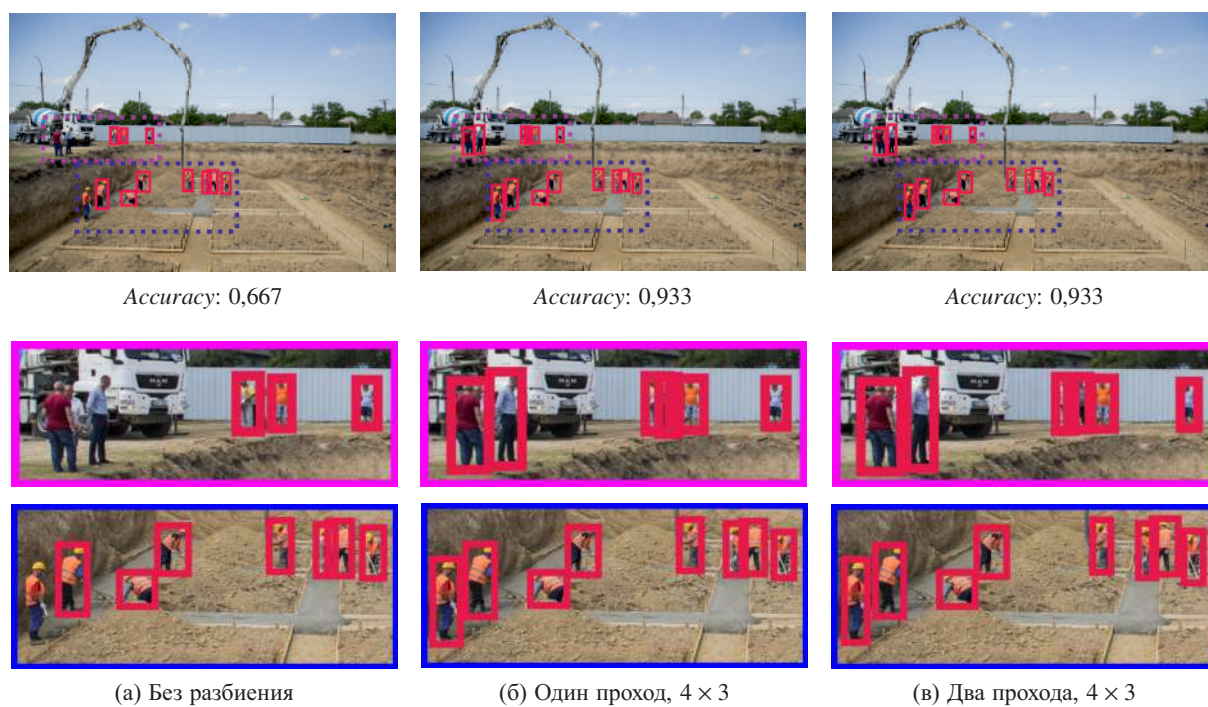 Accuracy: 0,667
Accuracy: 0,933
Accuracy: 0,933
MAN
MAN
MAN
(а) Без разбиения
(б) Один проход, 4 × 3
(в) Два прохода, 4 × 3